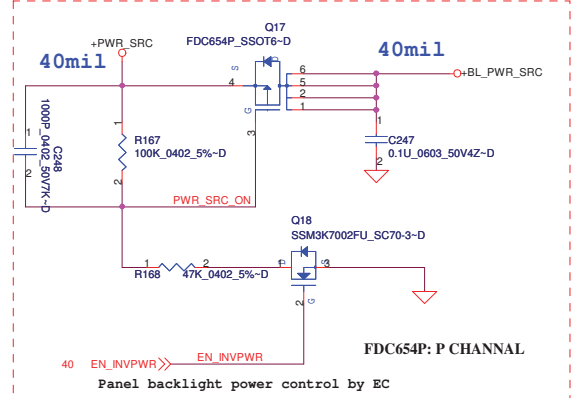 Q17
FDC654P_SSOT6~D
+PWR_SRC
40mil
40mil
S
D
G
4
6
5
2
1
3
+BL_PWR_SRC
1
2
C248
1000P_0402_50V7K~D
1
R167
100K_0402_5%~D
2
1
C247
0.1U_0603_50V4Z~D
2
PWR_SRC_ON
Q18
SSM3K7002FU_SC70-3~D
1
2
R168
47K_0402_5%~D
D
S
1
3
2
G
40
EN_INVPWR
EN_INVPWR
FDC654P: P CHANNAL
Panel backlight power control by EC